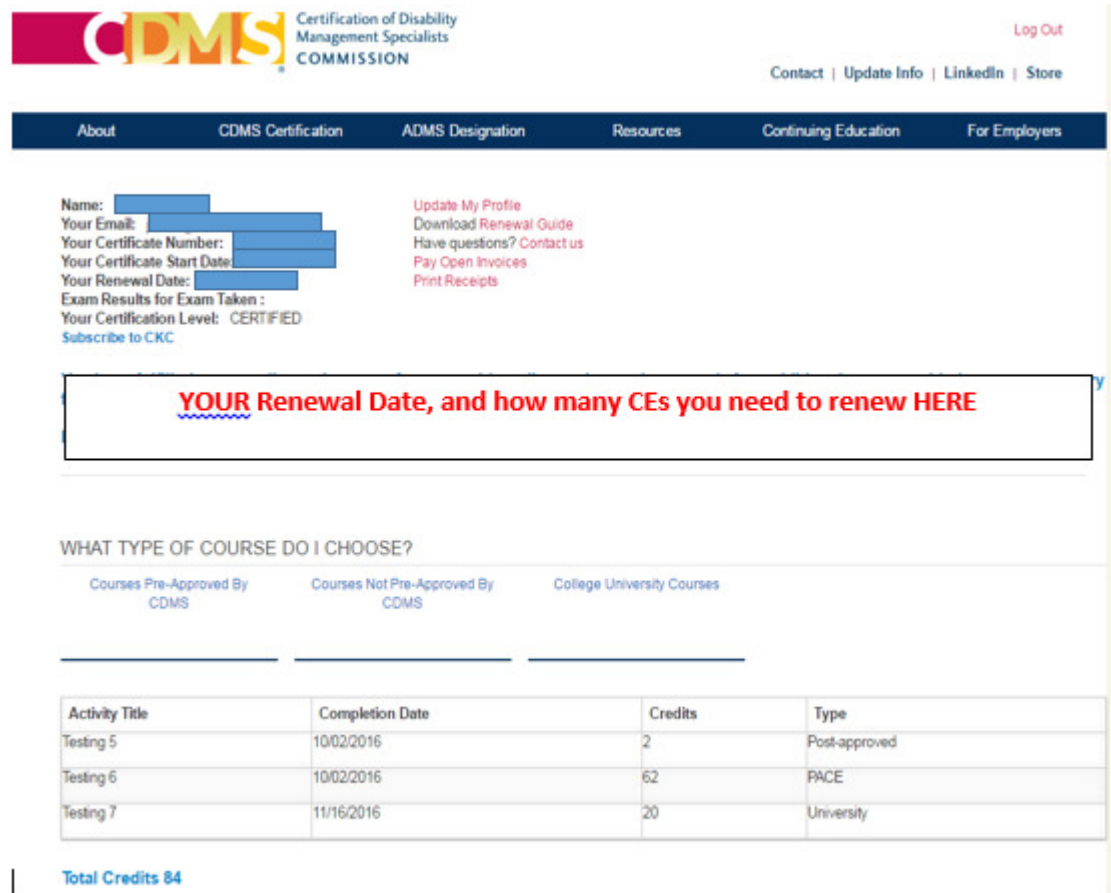 CDMS Certification of Disability
Management Specialists
COMMISSION
Log Out
Contact | Update Info | LinkedIn | Store
About CDMS Certification ADMS Designation Resources Continuing Education For Employers
Name: Update My Profile
Your Email: Download Renewal Guide
Your Certificate Number: Have questions? Contact us
Your Certificate Start Date: Pay Open Invoices
Your Renewal Date: Print Receipts
Exam Results for Exam Taken :
Your Certification Level: CERTIFIED
Subscribe to CKC
YOUR Renewal Date, and how many CEs you need to renew HERE
WHAT TYPE OF COURSE DO I CHOOSE?
Courses Pre-Approved By Courses Not Pre-Approved By College University Courses
CDMS CDMS
Activity Title Completion Date Credits Type
Testing 5 10/02/2016 2 Post-approved
Testing 6 10/02/2016 62 PACE
Testing 7 11/16/2016 20 University
Total Credits 84